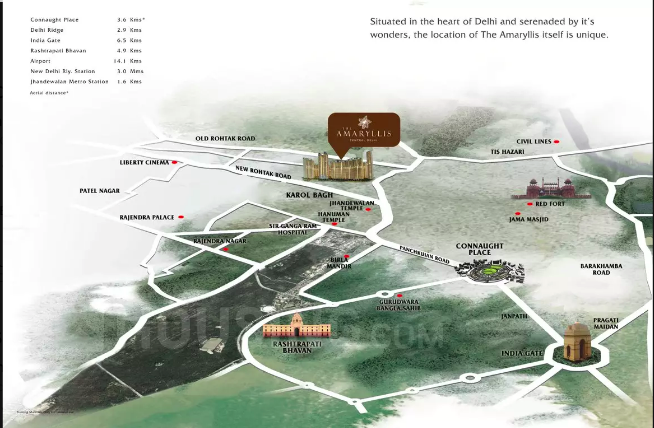 Connaught Place 3.6 Kms*
Delhi Ridge 2.9 Kms
India Gate 6.5 Kms
Rashtrapati Bhavan 4.9 Kms
Airport 14.1 Kms
New Delhi Rly. Station 3.0 Mms
Jhandewalan Metro Station 1.6 Kms
Aerial distance*
Situated in the heart of Delhi and serenaded by it's
wonders, the location of The Amaryllis itself is unique.
THE
AMARYLLIS
CENTRAL DELHI
OLD ROHTAK ROAD
CIVIL LINES
TIS HAZARI
LIBERTY CINEMA
NEW ROHTAK ROAD
PATEL NAGAR
KAROL BAGH
JHANDEWALAN
TEMPLE
RED FORT
RAJENDRA PALACE
HANUMAN
TEMPLE
JAMA MASJID
SIR GANGA RAM
HOSPITAL
RAJENDRA NAGAR
PANCHKUIAN ROAD
CONNAUGHT
PLACE
BIRLA
MANDIR
BARAKHAMBA
ROAD
GURUDWARA
BANGLA SAHIB
JANPATH
PRAGATI
MAIDAN
RASHTRAPATI
BHAVAN
INDIA GATE